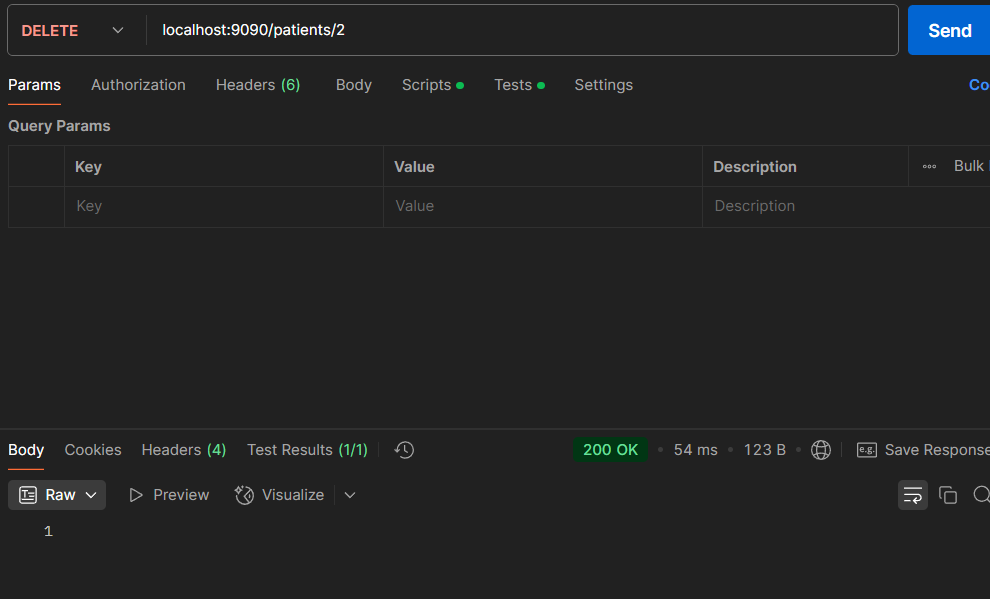 DELETE localhost:9090/patients/2 Send
Params Authorization Headers (6) Body Scripts Tests Settings Co
Query Params
Key Value Description Bulk
Key Value Description
Body Cookies Headers (4) Test Results (1/1) 200 OK 54 ms 123 B e.g. Save Response
Raw Preview Visualize
1